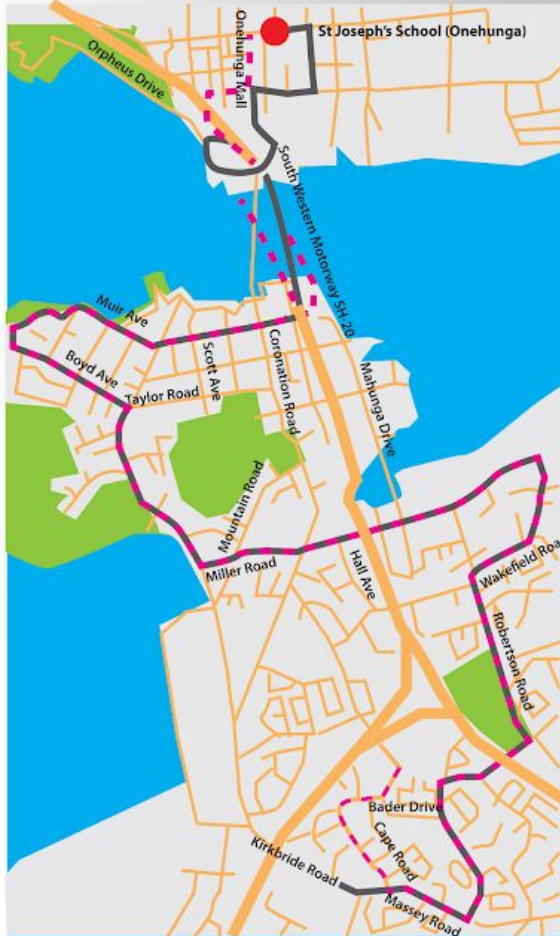 St Joseph's School (Onehunga)
Onehunga Mall
Orpheus Drive
South Western Motorway SH-20
Muir Ave
Boyd Ave
Scott Ave
Taylor Road
Coronation Road
Mahunga Drive
Mountain Road
Miller Road
Hall Ave
Wakefield Roa
Robertson Road
Bader Drive
Cape Road
Kirkbride Road
Massey Road